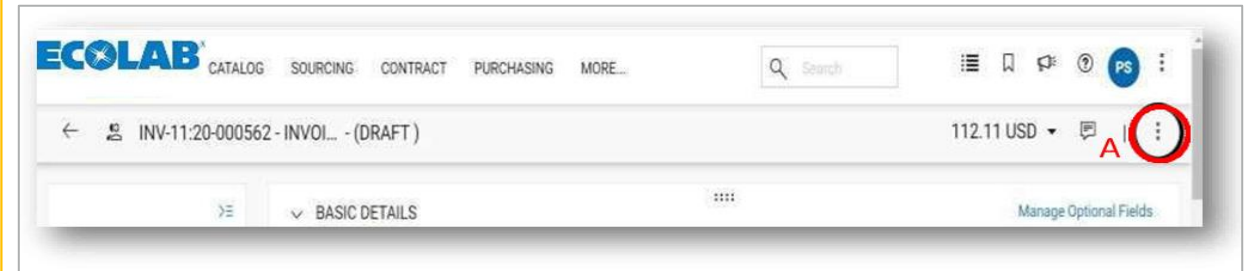 ECOLAB CATALOG SOURCING CONTRACT PURCHASING MORE... Search PS
INV-11:20-000562 - INVOI... - (DRAFT ) 112.11 USD A
BASIC DETAILS Manage Optional Fields